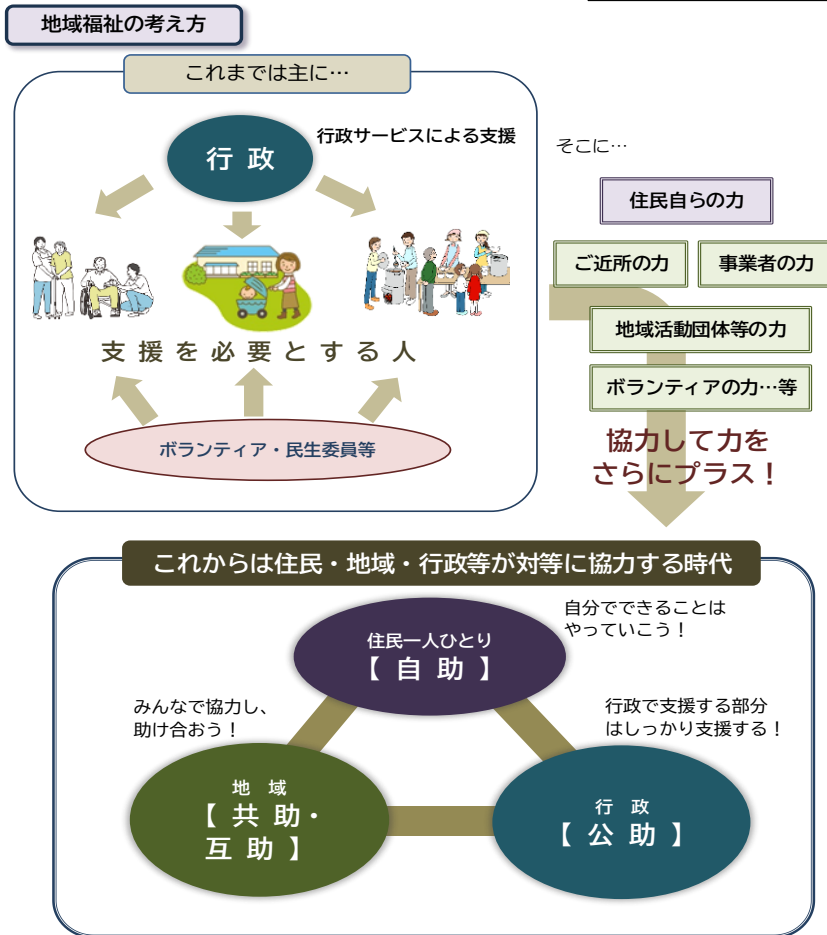 地域福祉の考え方
これまでは主に…
行政
行政サービスによる支援
支援を必要とする人
ボランティア・民生委員等
そこに…
住民自らの力
ご近所の力
事業者の力
地域活動団体等の力
ボランティアの力…等
協力して力を
さらにプラス！
これからは住民・地域・行政等が対等に協力する時代
住民一人ひとり
【自助】
自分でできることは
やっていこう！
みんなで協力し、
助け合おう！
行政で支援する部分
はしっかり支援する！
地域
【共助・
互助】
行政
【公助】